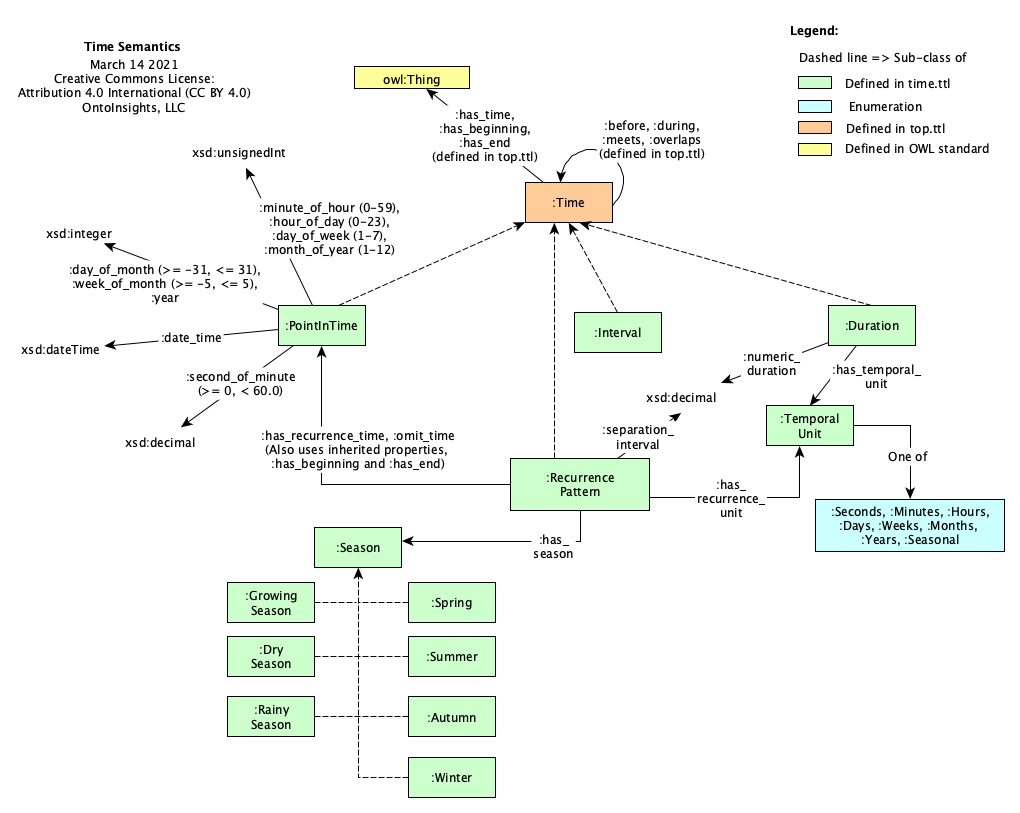 Time Semantics
March 14 2021
Creative Commons License:
Attribution 4.0 International (CC BY 4.0)
OntoInsights, LLC
Legend:
Dashed line => Sub-class of
Defined in time.ttl
Enumeration
Defined in top.ttl
Defined in OWL standard
owl:Thing
:has_time,
:has_beginning,
:has_end
(defined in top.ttl)
:before, :during,
:meets, :overlaps
(defined in top.ttl)
:Time
xsd:unsignedInt
:minute_of_hour (0-59),
:hour_of_day (0-23),
:day_of_week (1-7),
:month_of_year (1-12)
xsd:integer
:day_of_month (>= -31, <= 31),
:week_of_month (>= -5, <= 5),
:year
:PointInTime
:Interval
:Duration
:date_time
xsd:dateTime
:second_of_minute
(>= 0, < 60.0)
xsd:decimal
:numeric_
duration
:has_temporal_
unit
xsd:decimal
:separation_
interval
:Temporal
Unit
One of
:Seconds, :Minutes, :Hours,
:Days, :Weeks, :Months,
:Years, :Seasonal
:has_recurrence_time, :omit_time
(Also uses inherited properties,
:has_beginning and :has_end)
:Recurrence
Pattern
:has_
recurrence_
unit
:has_
season
:Season
:Growing
Season
:Spring
:Dry
Season
:Summer
:Rainy
Season
:Autumn
:Winter